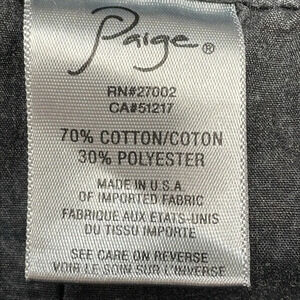 Paige®
RN#27002
CA#51217
70% COTTON/COTON
30% POLYESTER
MADE IN U.S.A.
OF IMPORTED FABRIC
FABRIQUE AUX ETATS-UNIS
DU TISSU IMPORTE
SEE CARE ON REVERSE
VOIR LE SOIN SUR L'INVERSE